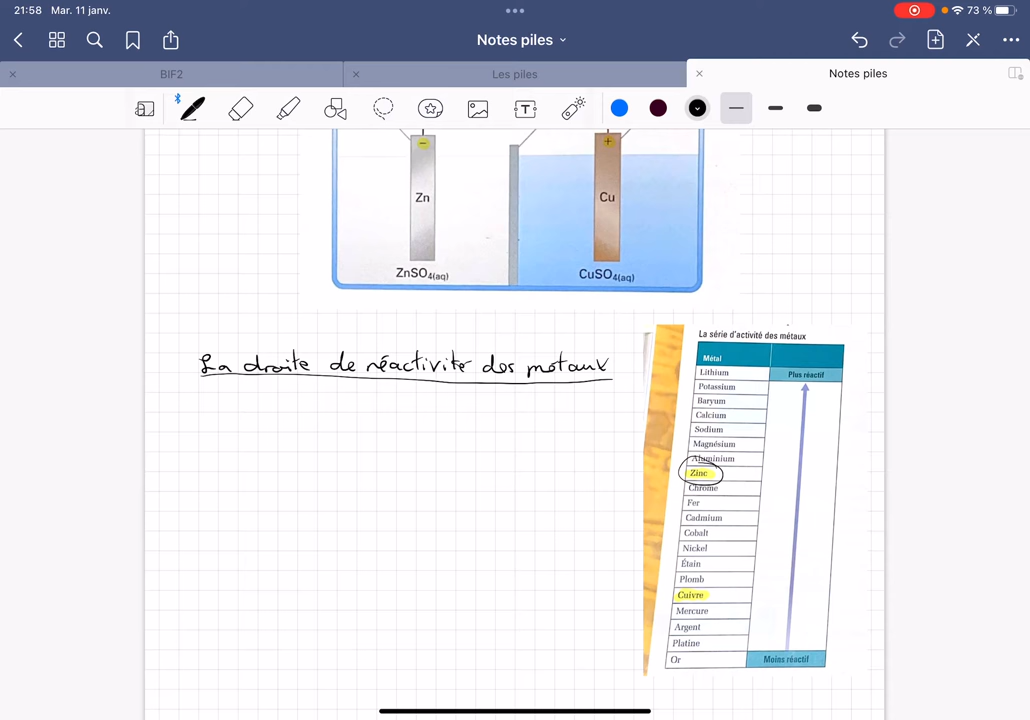 21:58 Mar. 11 janv.
73 %
Notes piles
BIF2
Les piles
Notes piles
T
− +
Zn Cu
ZnSO4(aq) CuSO4(aq)
La droite de réactivité des métaux
La série d'activité des métaux
Métal
Lithium Plus réactif
Potassium
Baryum
Calcium
Sodium
Magnésium
Aluminium
Zinc
Chrome
Fer
Cadmium
Cobalt
Nickel
Étain
Plomb
Cuivre
Mercure
Argent
Platine
Or Moins réactif